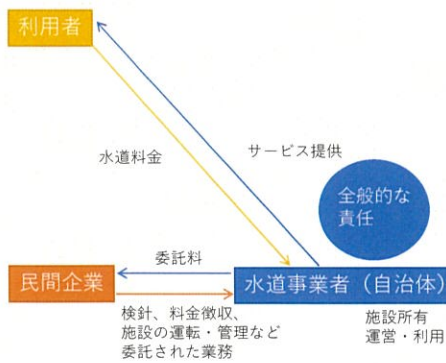 利用者
水道料金
サービス提供
全般的な
責任
委託料
民間企業
水道事業者（自治体）
検針、料金徴収、
施設の運転・管理など
委託された業務
施設所有
運営・利用